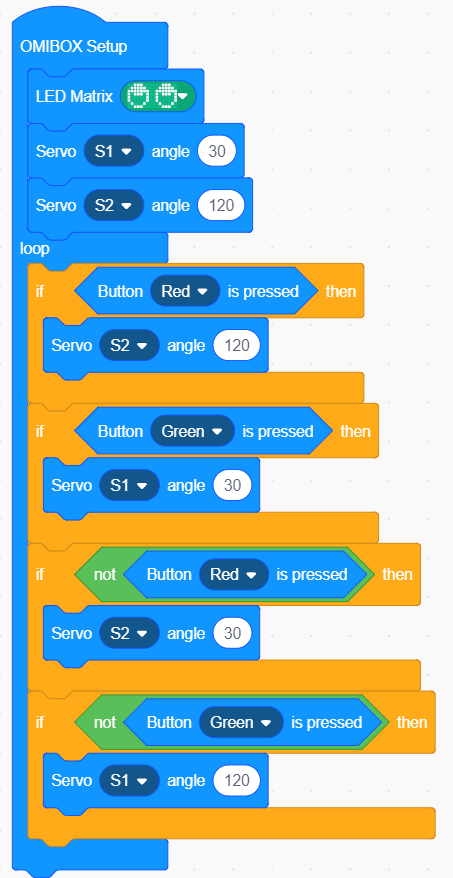 OMIBOX Setup
LED Matrix
Servo S1 angle 30
Servo S2 angle 120
loop
if Button Red is pressed then
Servo S2 angle 120
if Button Green is pressed then
Servo S1 angle 30
if not Button Red is pressed then
Servo S2 angle 30
if not Button Green is pressed then
Servo S1 angle 120